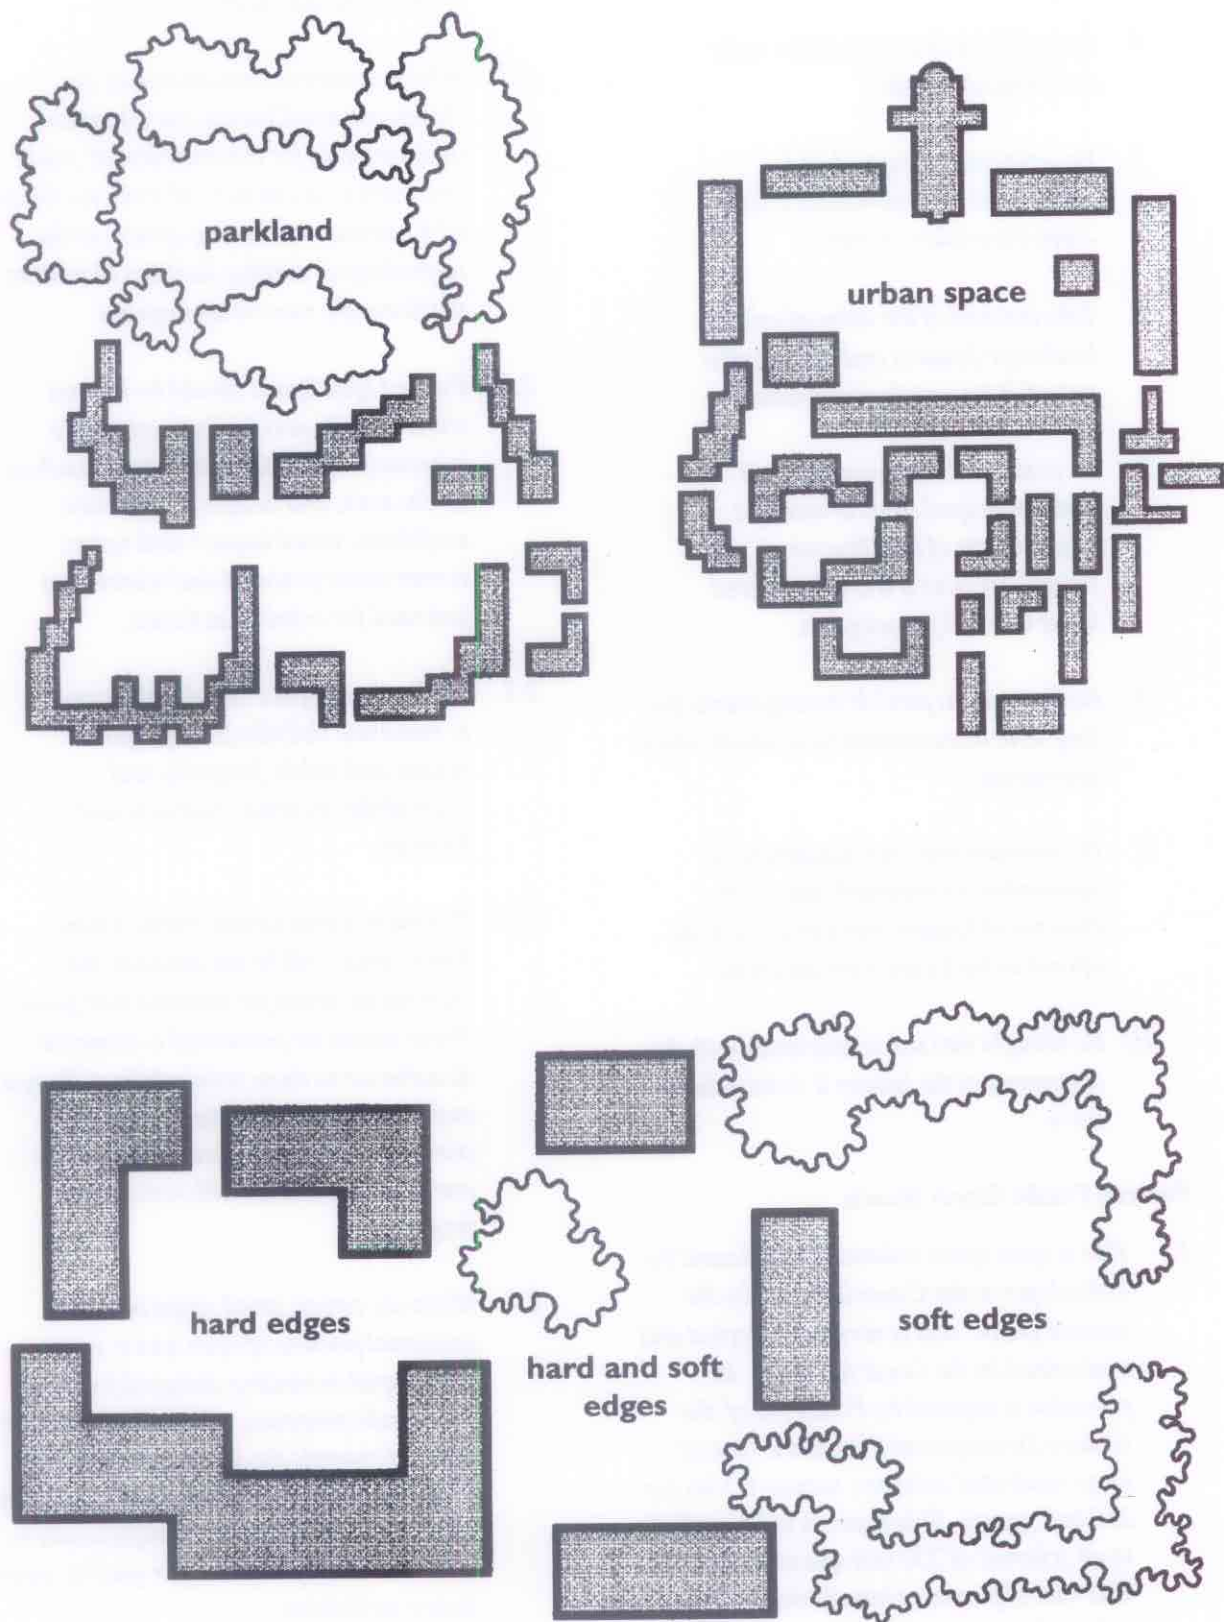 parkland
urban space
hard edges
hard and soft
edges
soft edges